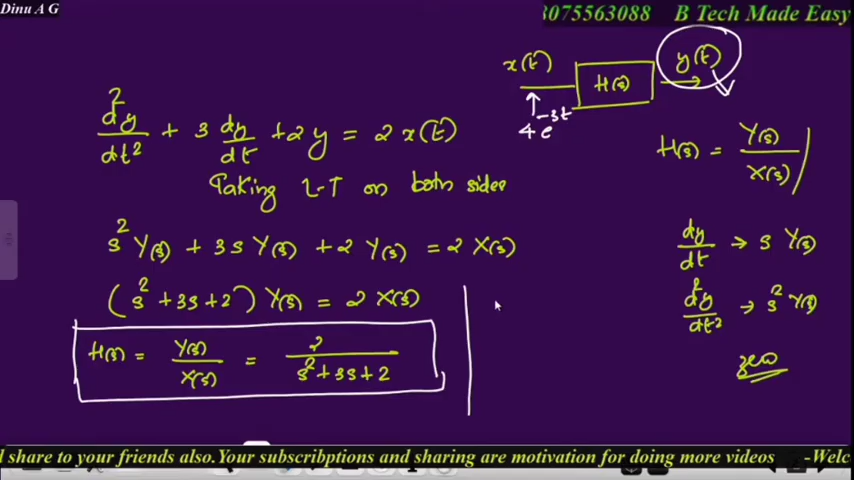 Dinu A G
8075563088 B Tech Made Easy
x(t) H(s) y(t)
4e^-3t
d²y/dt² + 3 dy/dt + 2y = 2 x(t)
H(s) = Y(s)/X(s)
Taking L-T on both sides
s² Y(s) + 3s Y(s) + 2 Y(s) = 2 X(s)
dy/dt → s Y(s)
(s² + 3s + 2) Y(s) = 2 X(s)
d²y/dt² → s² Y(s)
H(s) = Y(s)/X(s) = 2/(s² + 3s + 2)
zero
d share to your friends also.Your subscribptions and sharing are motivation for doing more videos -Welc